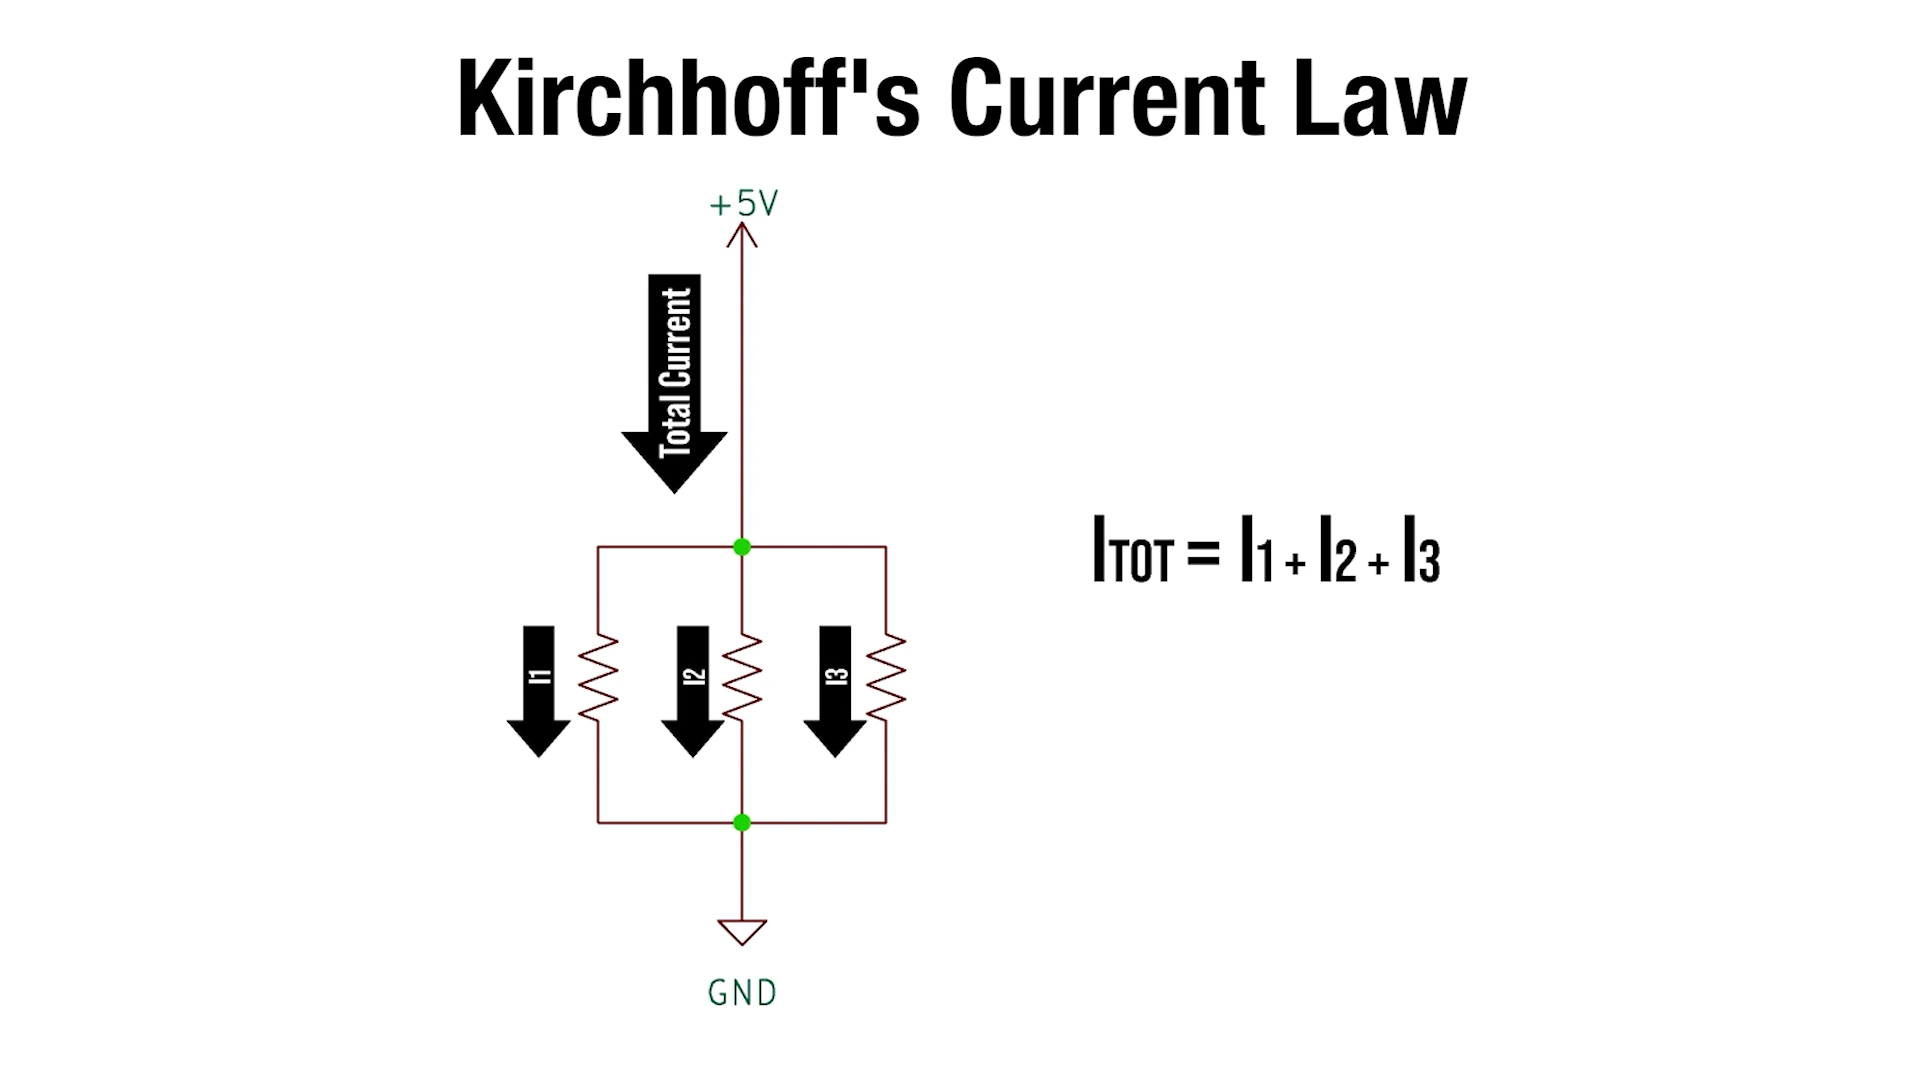 Kirchhoff's Current Law
+5V
Total Current
ITOT = I1 + I2 + I3
I1
I2
I3
GND